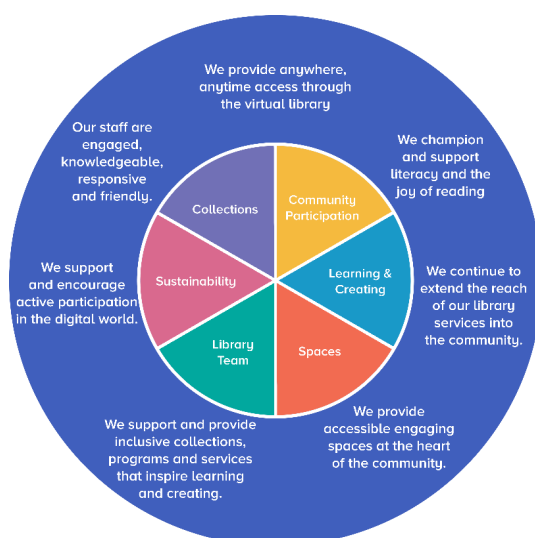 We provide anywhere,
anytime access through
the virtual library
We champion
and support
literacy and the
joy of reading
We continue to
extend the reach
of our library
services into
the community.
We provide
accessible engaging
spaces at the heart
of the community.
We support and provide
inclusive collections,
programs and services
that inspire learning
and creating.
We support
and encourage
active participation
in the digital world.
Our staff are
engaged,
knowledgeable,
responsive
and friendly.
Community
Participation
Learning &
Creating
Spaces
Library
Team
Sustainability
Collections